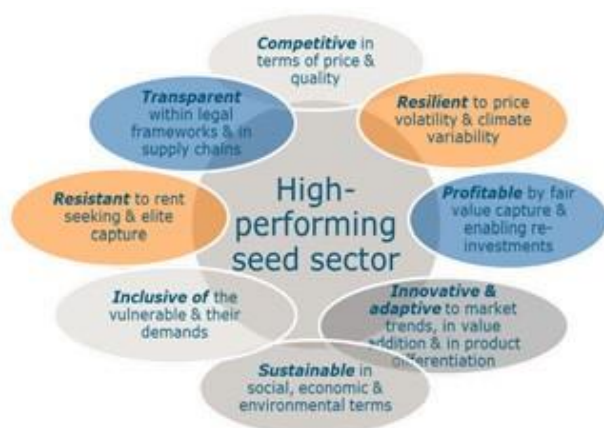 Competitive in
terms of price &
quality
Transparent
within legal
frameworks & in
supply chains
Resilient to price
volatility & climate
variability
Resistant to rent
seeking & elite
capture
High-
performing
seed sector
Profitable by fair
value capture &
enabling re-
investments
Inclusive of the
vulnerable & their
demands
Innovative &
adaptive to market
trends, in value
addition & in product
differentiation
Sustainable in
social, economic &
environmental terms